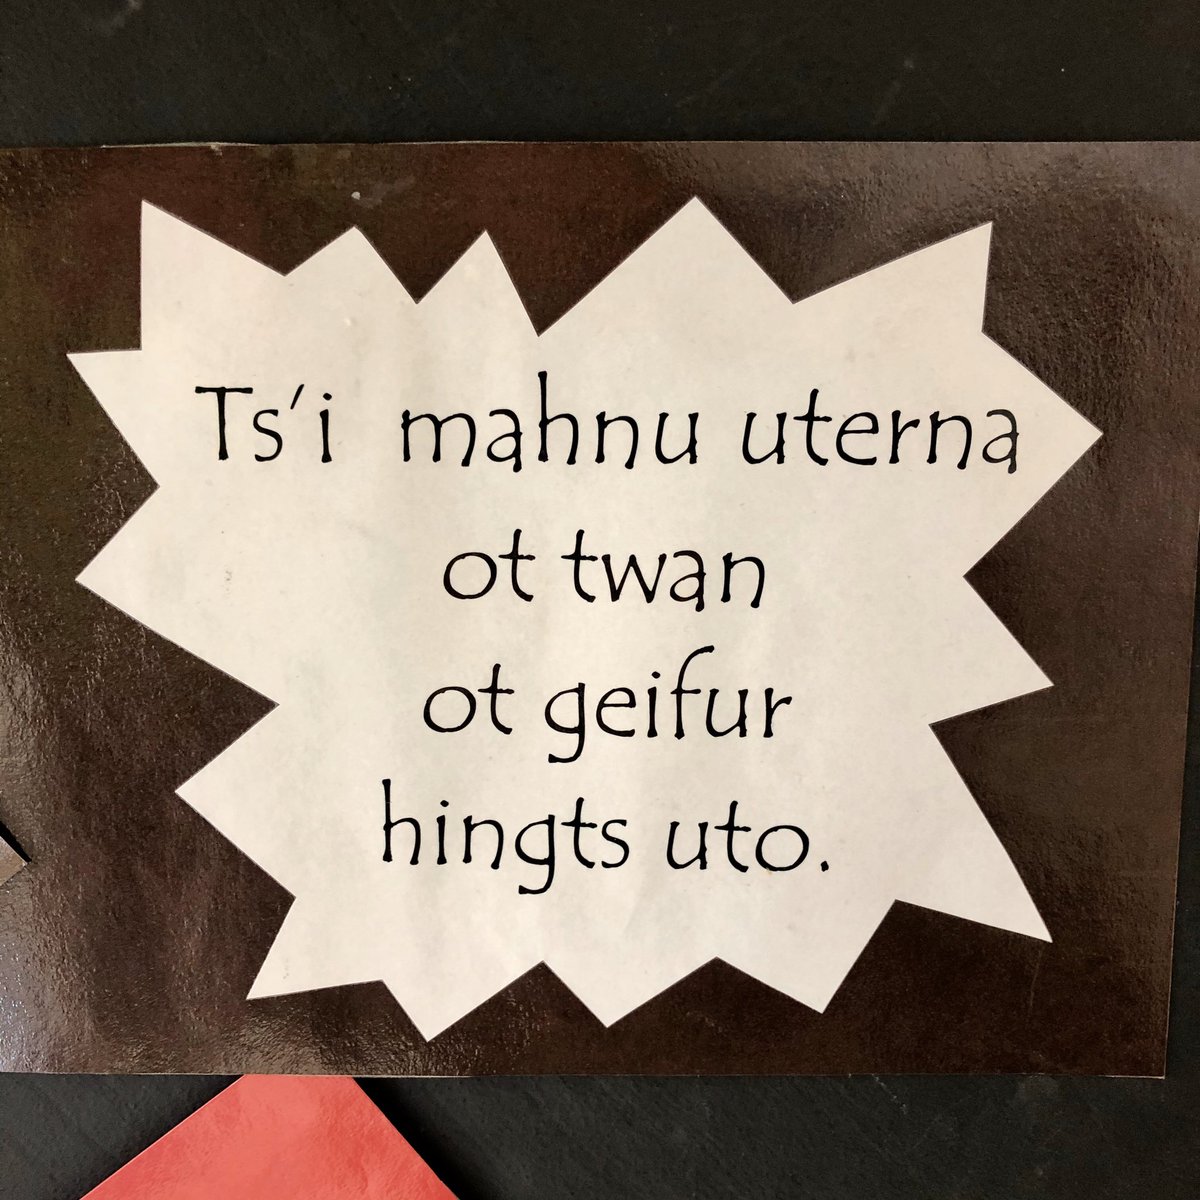 Ts'i mahnu uterna
ot twan
ot geifur
hingts uto.